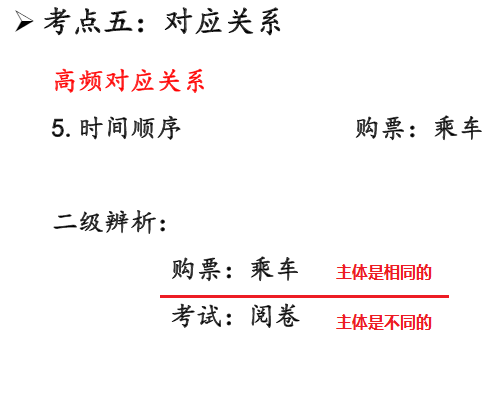 ➢ 考点五：对应关系
高频对应关系
5.时间顺序 购票：乘车
二级辨析：
购票：乘车 主体是相同的
考试：阅卷 主体是不同的